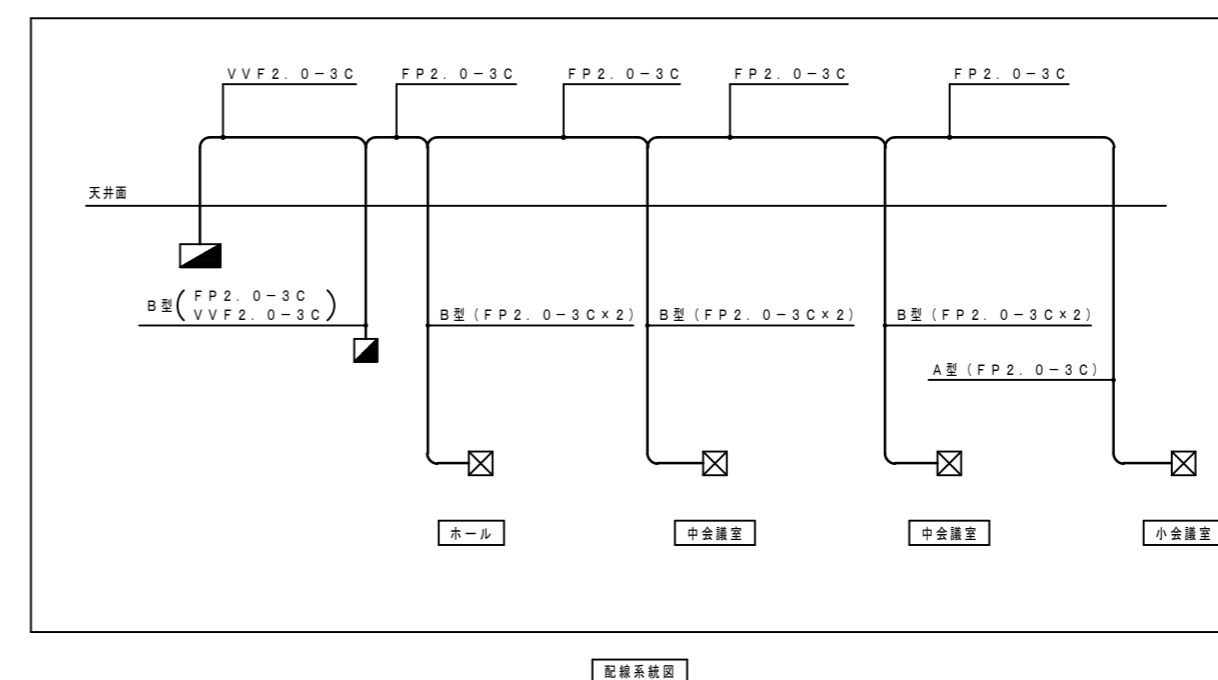 VVF2.0-3C
FP2.0-3C
FP2.0-3C
FP2.0-3C
FP2.0-3C
天井面
B型(FP2.0-3C
VVF2.0-3C)
B型(FP2.0-3C×2)
B型(FP2.0-3C×2)
B型(FP2.0-3C×2)
A型(FP2.0-3C)
ホール
中会議室
中会議室
小会議室
配線系統図